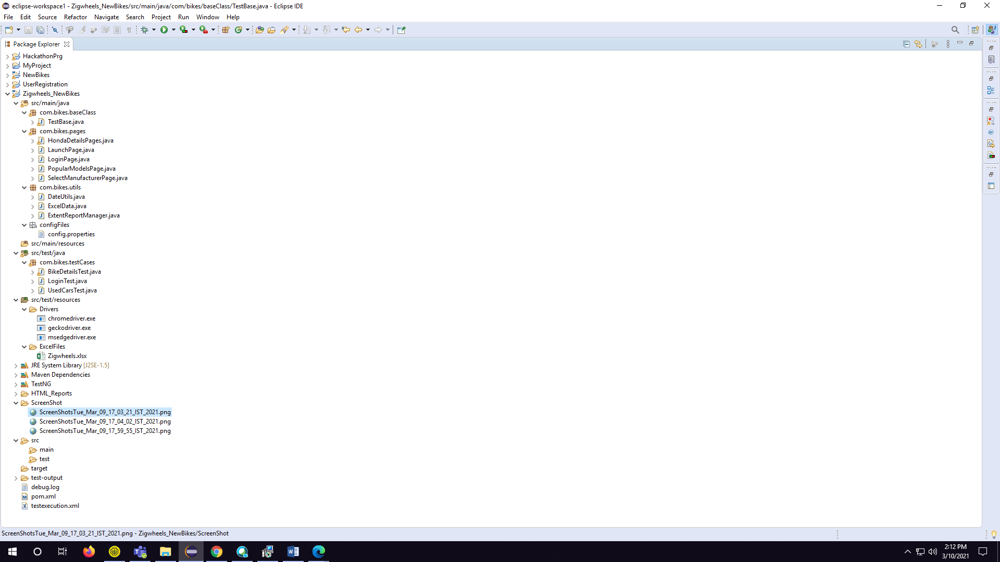 eclipse-workspace1 - Zigwheels_NewBikes/src/main/java/com/bikes/baseClass/TestBase.java - Eclipse IDE
File Edit Source Refactor Navigate Search Project Run Window Help
Package Explorer
HackathonPrg
MyProject
NewBikes
UserRegistration
Zigwheels_NewBikes
src/main/java
com.bikes.baseClass
TestBase.java
com.bikes.pages
HondaDetailsPages.java
LaunchPage.java
LoginPage.java
PopularModelsPage.java
SelectManufacturerPage.java
com.bikes.utils
DateUtils.java
ExcelData.java
ExtentReportManager.java
configFiles
config.properties
src/main/resources
src/test/java
com.bikes.testCases
BikeDetailsTest.java
LoginTest.java
UsedCarsTest.java
src/test/resources
Drivers
chromedriver.exe
geckodriver.exe
msedgedriver.exe
ExcelFiles
Zigwheels.xlsx
JRE System Library [J2SE-1.5]
Maven Dependencies
TestNG
HTML_Reports
ScreenShot
ScreenShotsTue_Mar_09_17_03_21_IST_2021.png
ScreenShotsTue_Mar_09_17_04_02_IST_2021.png
ScreenShotsTue_Mar_09_17_59_55_IST_2021.png
src
main
test
target
test-output
debug.log
pom.xml
testexecution.xml
ScreenShotsTue_Mar_09_17_03_21_IST_2021.png - Zigwheels_NewBikes/ScreenShot
2:12 PM
3/10/2021